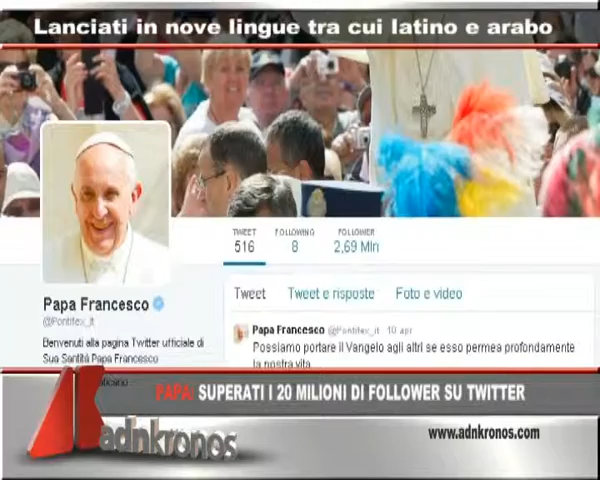 Lanciati in nove lingue tra cui latino e arabo
TWEET FOLLOWING FOLLOWER
516 8 2,69 Mln
Papa Francesco
@Pontifex_it
Benvenuti alla pagina Twitter ufficiale di
Sua Santità Papa Francesco
Tweet Tweet e risposte Foto e video
Papa Francesco @Pontifex_it 10 apr
Possiamo portare il Vangelo agli altri se esso permea profondamente
la nostra vita
PAPA: SUPERATI I 20 MILIONI DI FOLLOWER SU TWITTER
adnkronos
www.adnkronos.com